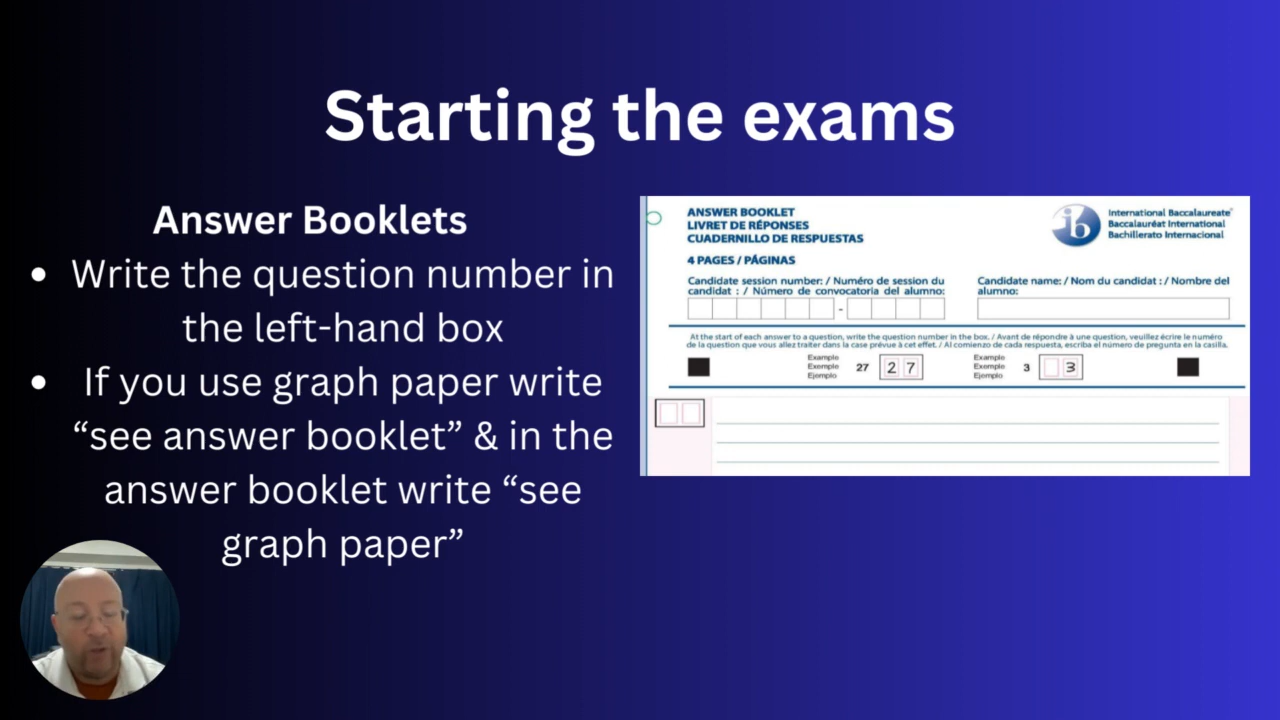 Starting the exams
Answer Booklets
• Write the question number in
the left-hand box
• If you use graph paper write
“see answer booklet” & in the
answer booklet write “see
graph paper”
ANSWER BOOKLET
LIVRET DE RÉPONSES
CUADERNILLO DE RESPUESTAS
4 PAGES / PÁGINAS
ib
International Baccalaureate®
Baccalauréat International
Bachillerato Internacional
Candidate session number: / Numéro de session du
candidat : / Número de convocatoria del alumno:
-
Candidate name: / Nom du candidat : / Nombre del
alumno:
At the start of each answer to a question, write the question number in the box. / Avant de répondre à une question, veuillez écrire le numéro
de la question que vous allez traiter dans la case prévue à cet effet. / Al comienzo de cada respuesta, escriba el número de pregunta en la casilla.
Example
Exemple
Ejemplo
27
2 7
Example
Exemple
Ejemplo
3
3